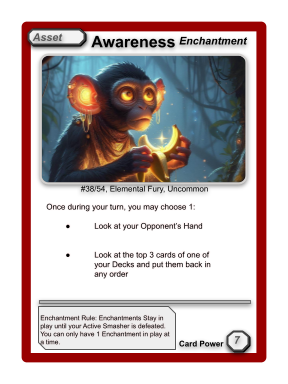 Asset
Awareness Enchantment
#38/54, Elemental Fury, Uncommon
Once during your turn, you may choose 1:
● Look at your Opponent's Hand
● Look at the top 3 cards of one of
your Decks and put them back in
any order
Enchantment Rule: Enchantments Stay in
play until your Active Smasher is defeated.
You can only have 1 Enchantment in play at
a time.
Card Power 7